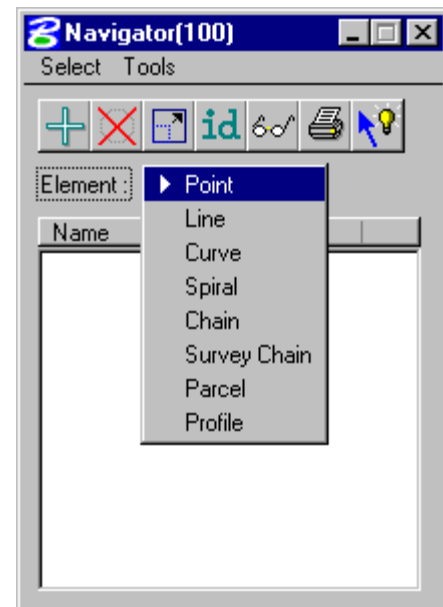 Navigator(100)
Select Tools
id
Element : Point
Name
Line
Curve
Spiral
Chain
Survey Chain
Parcel
Profile